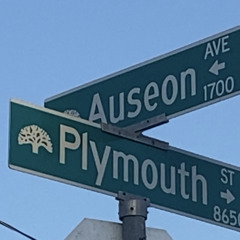 Auseon AVE
← 1700
Plymouth ST
→
8650